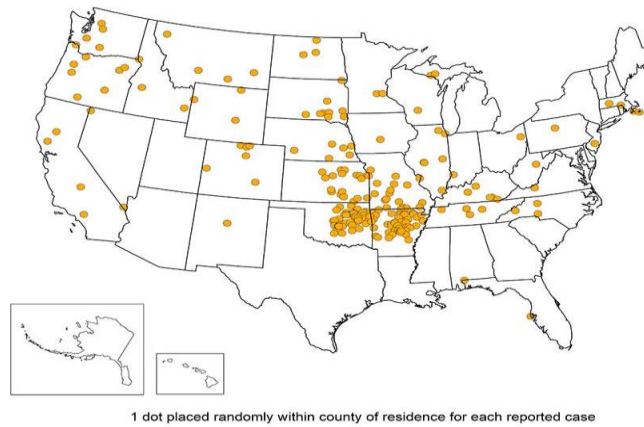 1 dot placed randomly within county of residence for each reported case